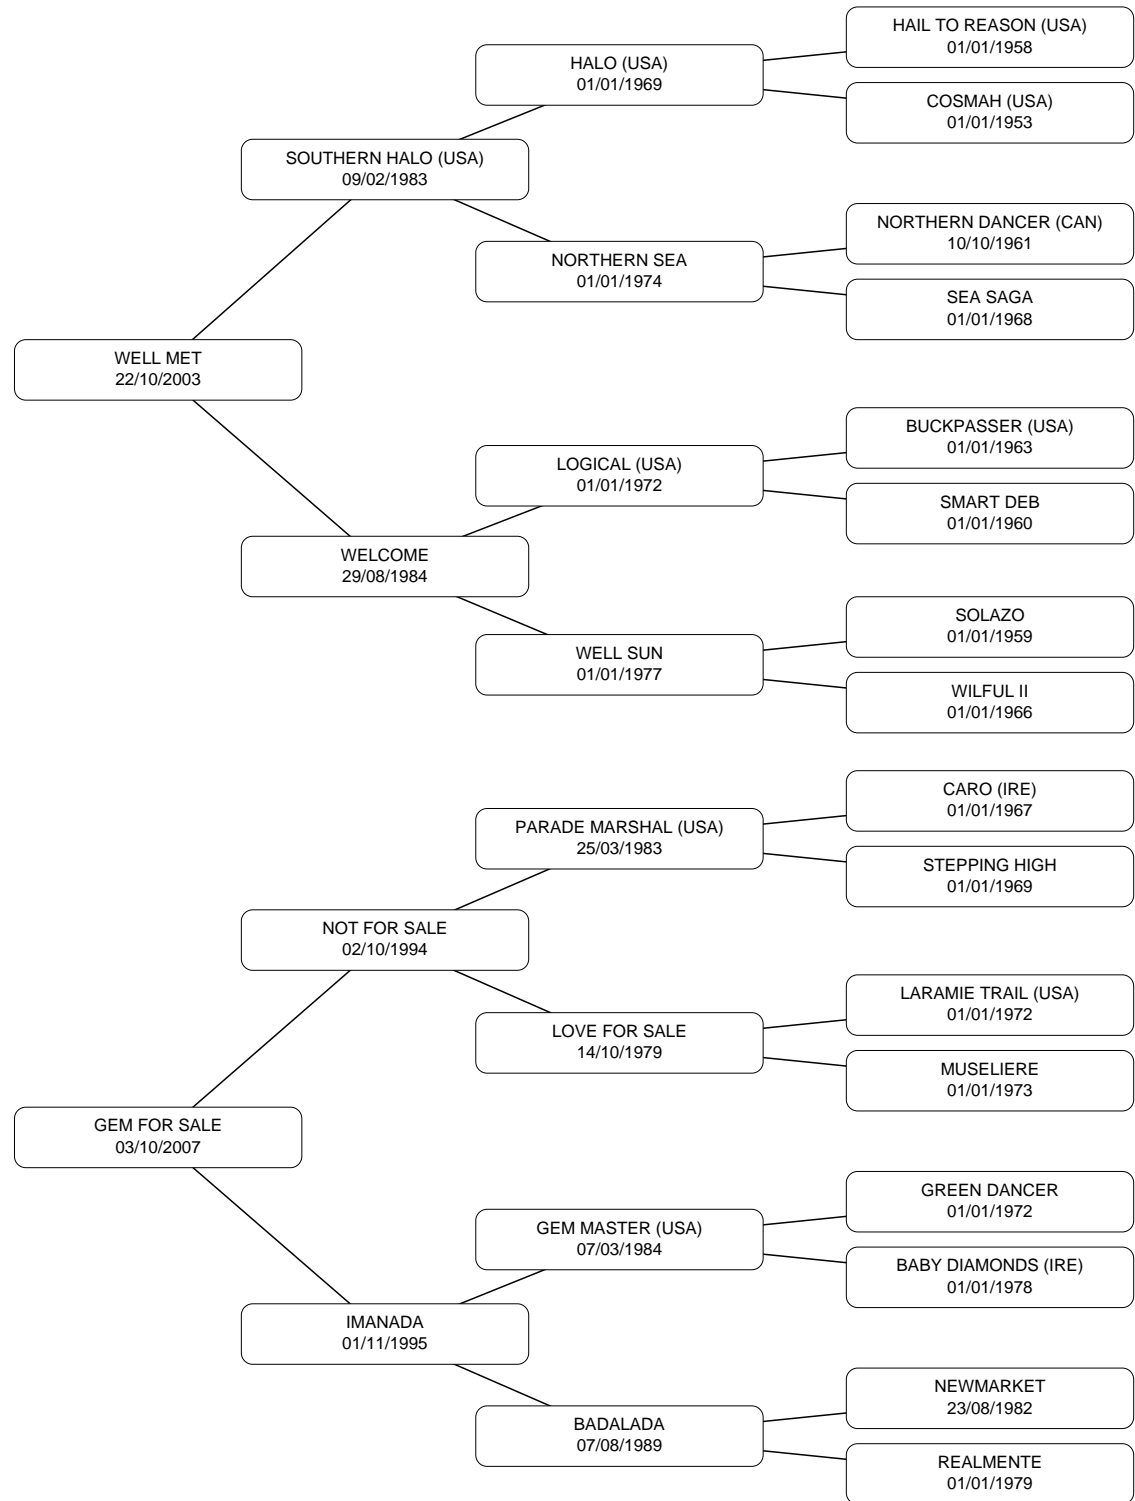 HAIL TO REASON (USA)
01/01/1958
HALO (USA)
01/01/1969
COSMAH (USA)
01/01/1953
SOUTHERN HALO (USA)
09/02/1983
NORTHERN DANCER (CAN)
10/10/1961
NORTHERN SEA
01/01/1974
SEA SAGA
01/01/1968
WELL MET
22/10/2003
BUCKPASSER (USA)
01/01/1963
LOGICAL (USA)
01/01/1972
SMART DEB
01/01/1960
WELCOME
29/08/1984
SOLAZO
01/01/1959
WELL SUN
01/01/1977
WILFUL II
01/01/1966
CARO (IRE)
01/01/1967
PARADE MARSHAL (USA)
25/03/1983
STEPPING HIGH
01/01/1969
NOT FOR SALE
02/10/1994
LARAMIE TRAIL (USA)
01/01/1972
LOVE FOR SALE
14/10/1979
MUSELIERE
01/01/1973
GEM FOR SALE
03/10/2007
GREEN DANCER
01/01/1972
GEM MASTER (USA)
07/03/1984
BABY DIAMONDS (IRE)
01/01/1978
IMANADA
01/11/1995
NEWMARKET
23/08/1982
BADALADA
07/08/1989
REALMENTE
01/01/1979